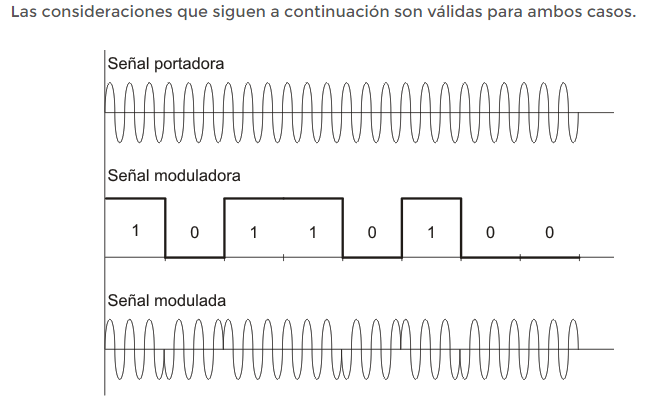 Las consideraciones que siguen a continuación son válidas para ambos casos.
Señal portadora
Señal moduladora
1 0 1 1 0 1 0 0
Señal modulada